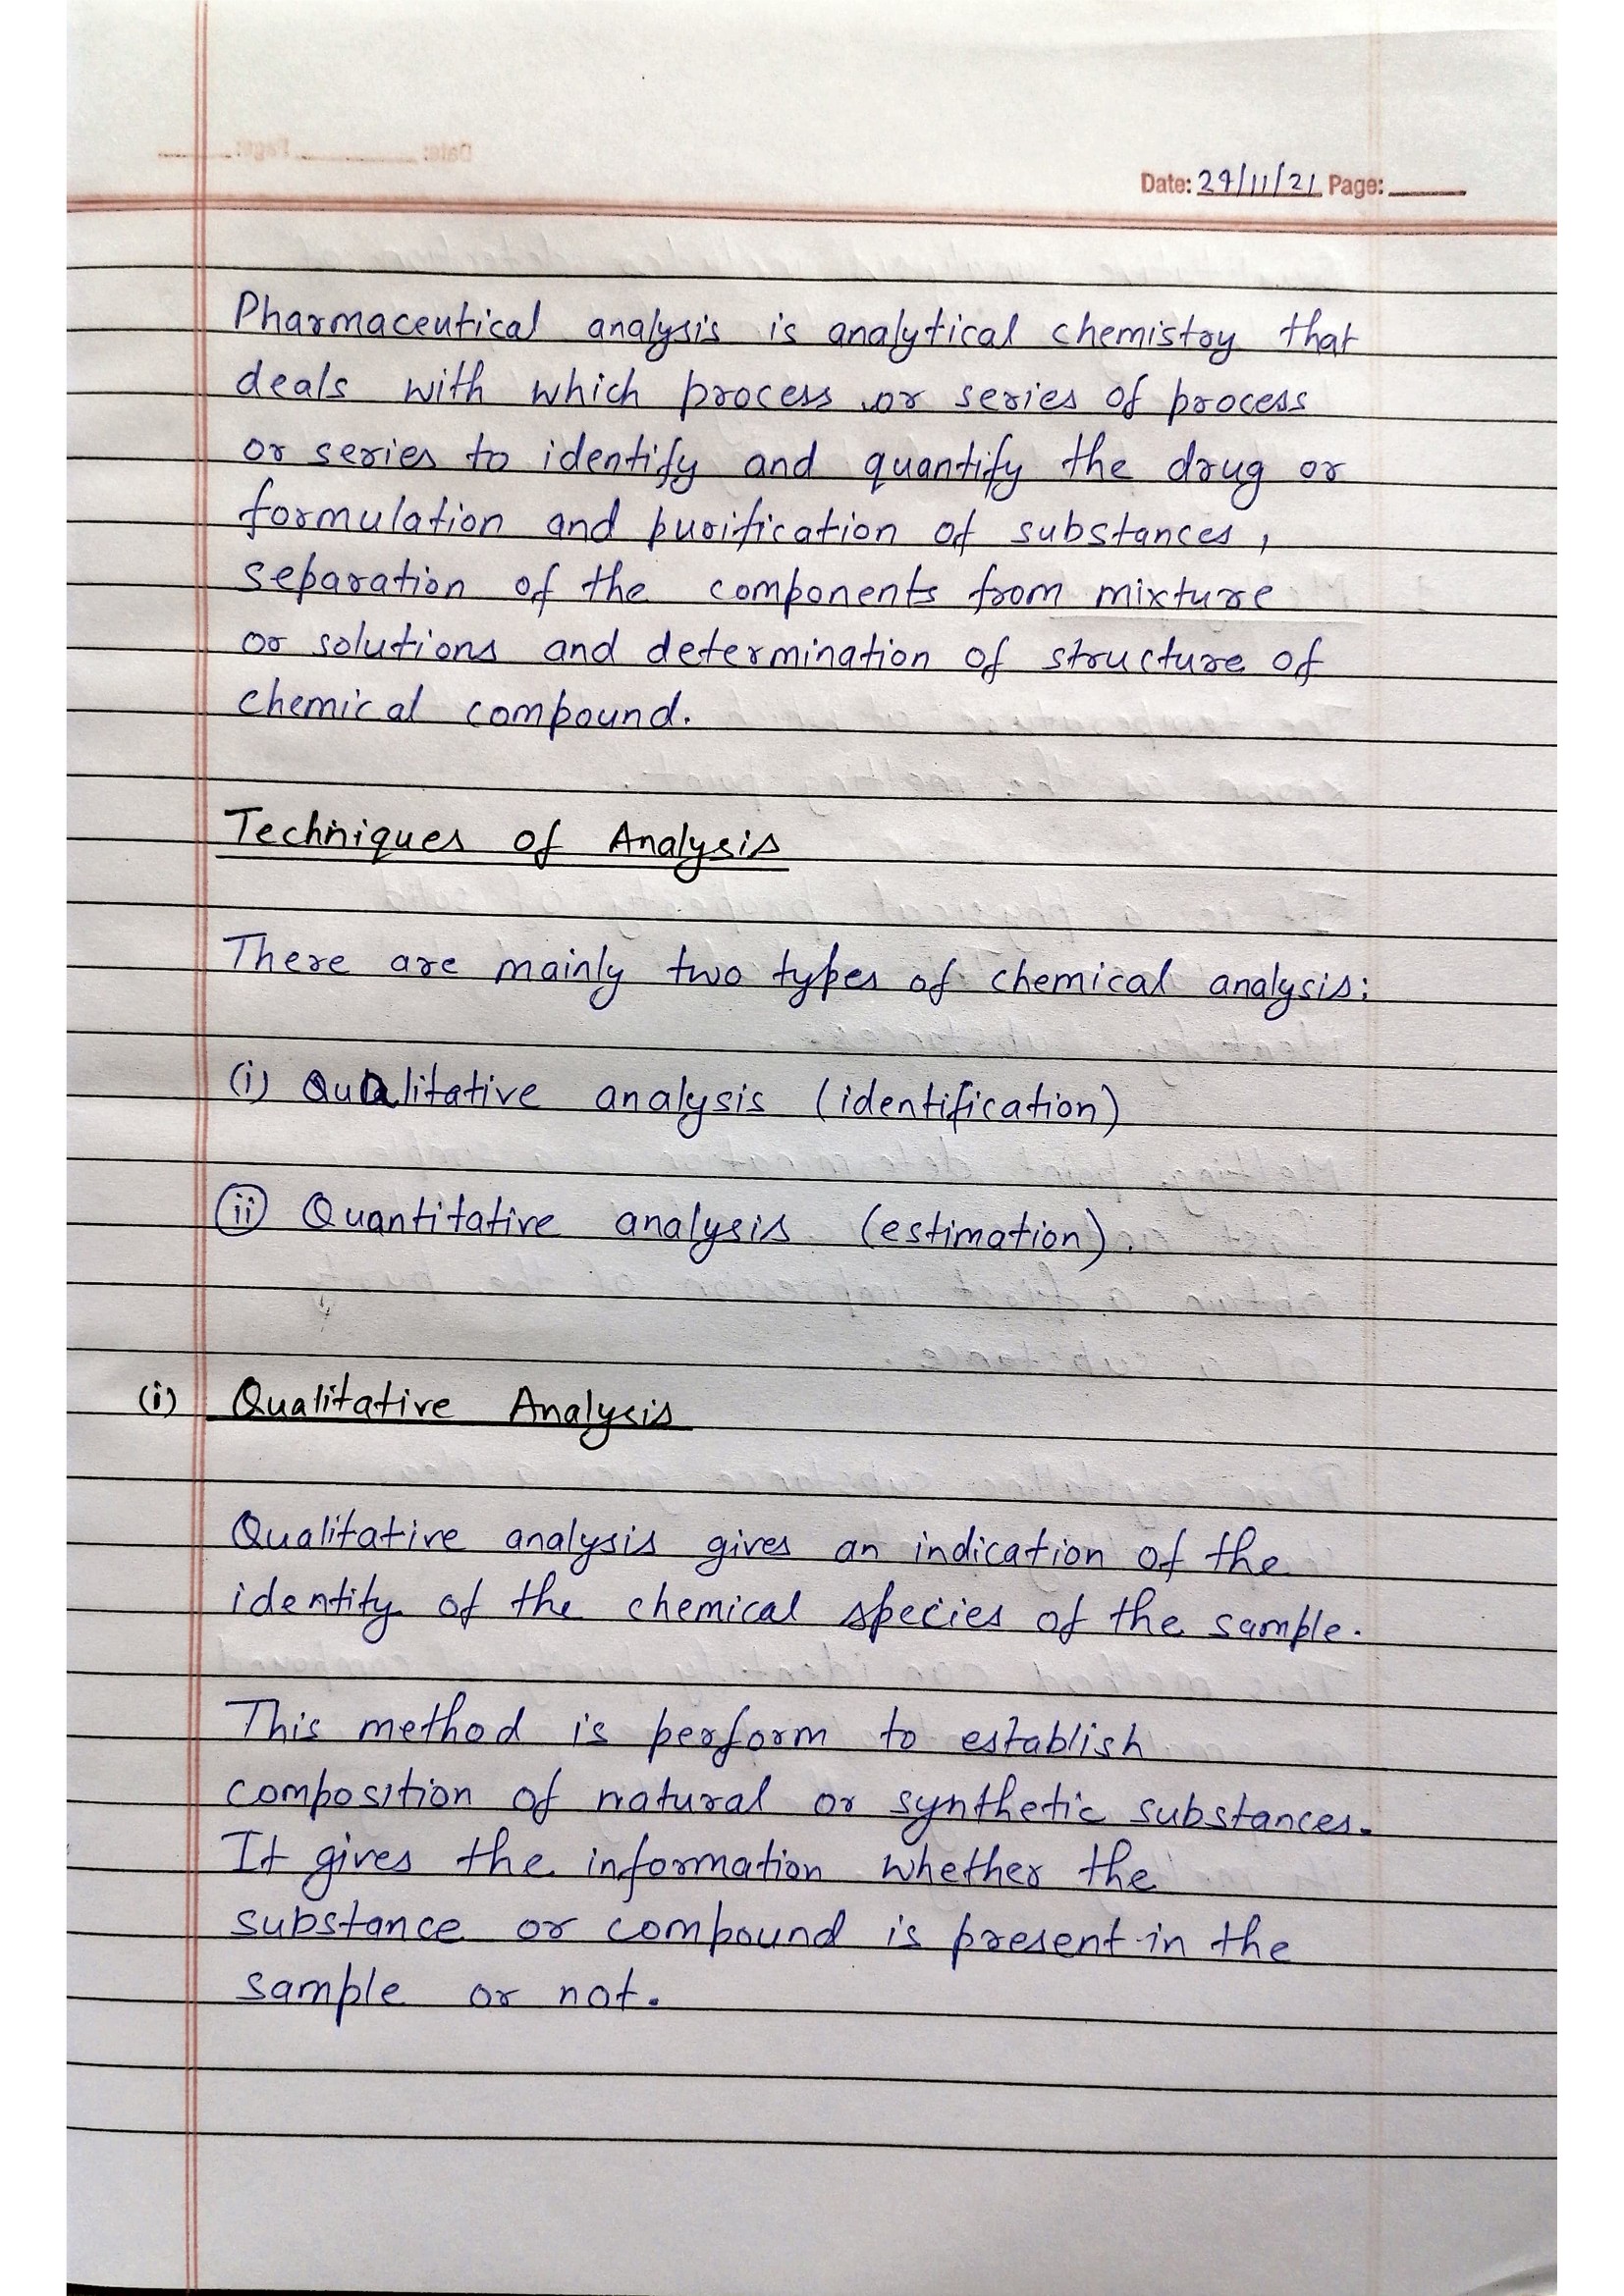 Date: 29/11/21 Page:
Pharmaceutical analysis is analytical chemistry that
deals with which process or series of process
or series to identify and quantify the drug or
formulation and purification of substances,
separation of the components from mixture
or solutions and determination of structure of
chemical compound.
Techniques of Analysis
There are mainly two types of chemical analysis:
(i) Qualitative analysis (identification)
(ii) Quantitative analysis (estimation).
(i) Qualitative Analysis
Qualitative analysis gives an indication of the
identity of the chemical species of the sample.
This method is perform to establish
composition of natural or synthetic substances.
It gives the information whether the
substance or compound is present in the
sample or not.